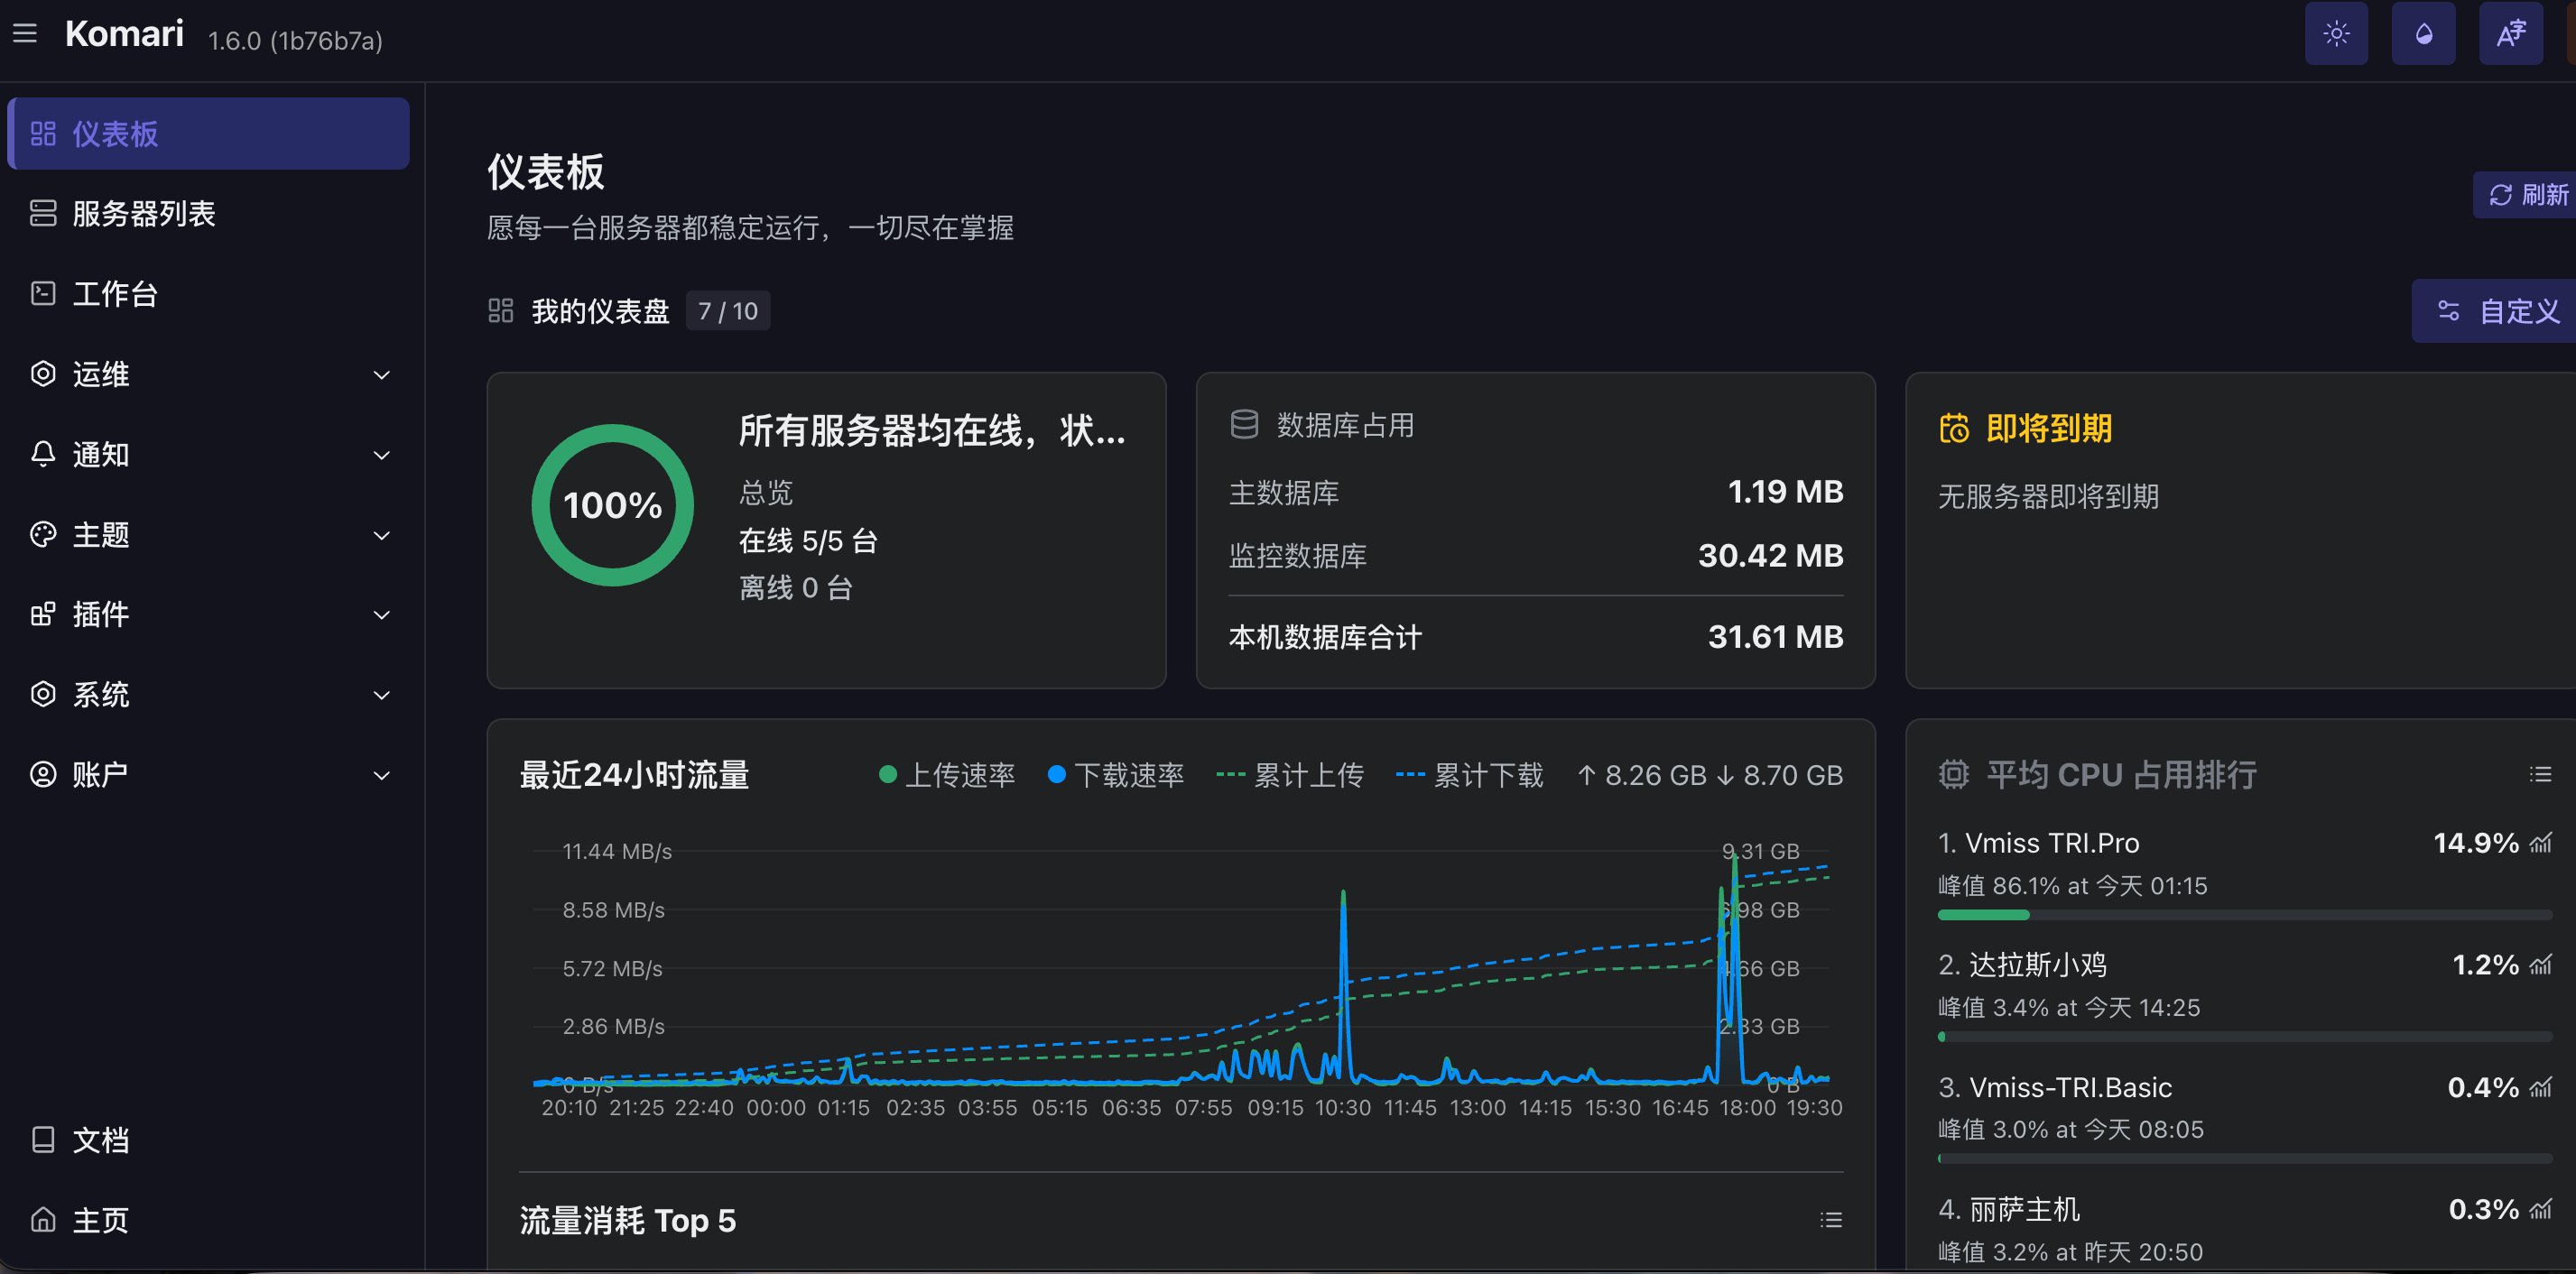 Komari 1.6.0 (1b76b7a)
仪表板
服务器列表
工作台
运维
通知
主题
插件
系统
账户
文档
主页
仪表板
愿每一台服务器都稳定运行，一切尽在掌握
刷新
我的仪表盘 7 / 10
自定义
100%
所有服务器均在线，状...
总览
在线 5/5 台
离线 0 台
数据库占用
主数据库 1.19 MB
监控数据库 30.42 MB
本机数据库合计 31.61 MB
即将到期
无服务器即将到期
最近24小时流量 上传速率 下载速率 累计上传 累计下载 ↑ 8.26 GB ↓ 8.70 GB
11.44 MB/s 9.31 GB
8.58 MB/s 6.98 GB
5.72 MB/s 4.66 GB
2.86 MB/s 2.33 GB
0 B/s 0 B
20:10 21:25 22:40 00:00 01:15 02:35 03:55 05:15 06:35 07:55 09:15 10:30 11:45 13:00 14:15 15:30 16:45 18:00 19:30
流量消耗 Top 5
平均 CPU 占用排行
1. Vmiss TRI.Pro 14.9%
峰值 86.1% at 今天 01:15
2. 达拉斯小鸡 1.2%
峰值 3.4% at 今天 14:25
3. Vmiss-TRI.Basic 0.4%
峰值 3.0% at 今天 08:05
4. 丽萨主机 0.3%
峰值 3.2% at 昨天 20:50